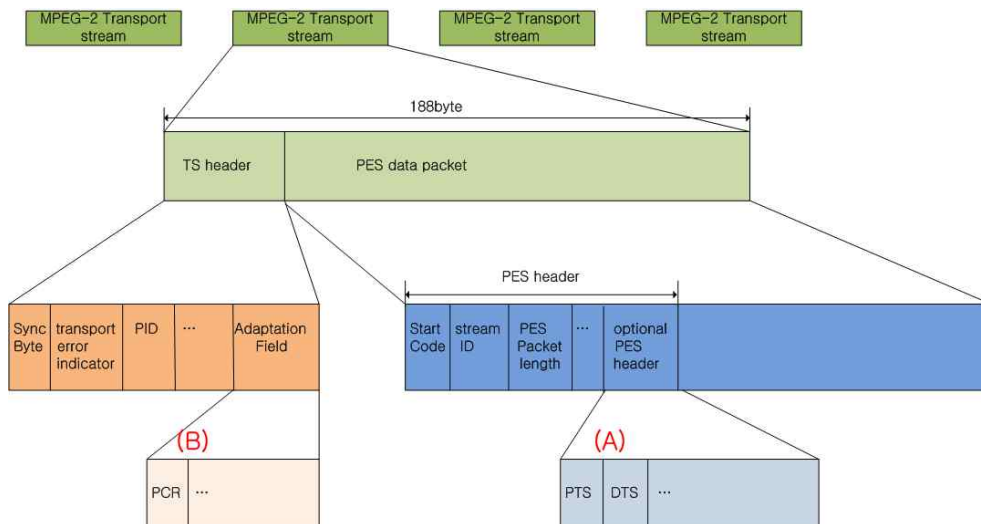 MPEG-2 Transport
stream
MPEG-2 Transport
stream
MPEG-2 Transport
stream
MPEG-2 Transport
stream
188byte
TS header
PES data packet
PES header
Sync
Byte
transport
error
indicator
PID
...
Adaptation
Field
Start
Code
stream
ID
PES
Packet
length
...
optional
PES
header
(B)
(A)
PCR
...
PTS
DTS
...